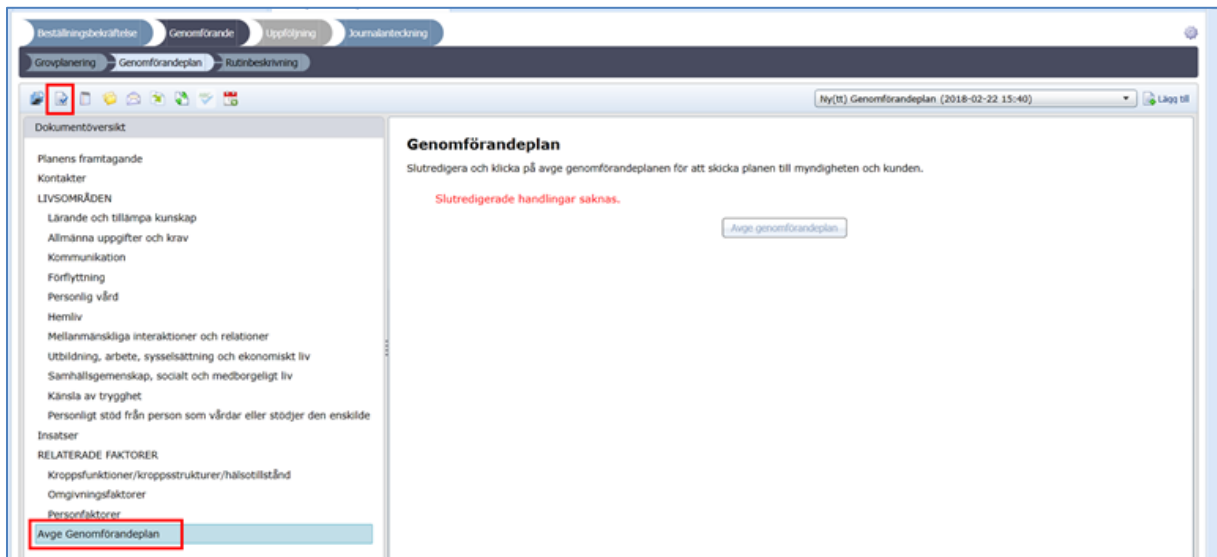 Beställningsbekräftelse Genomförande Uppföljning Journalanteckning
Grovplanering Genomförandeplan Rutinbeskrivning
Ny(tt) Genomförandeplan (2018-02-22 15:40) Lägg till
Dokumentöversikt
Planens framtagande
Kontakter
LIVSOMRÅDEN
Lärande och tillämpa kunskap
Allmänna uppgifter och krav
Kommunikation
Förflyttning
Personlig vård
Hemliv
Mellanmänskliga interaktioner och relationer
Utbildning, arbete, sysselsättning och ekonomiskt liv
Samhällsgemenskap, socialt och medborgeligt liv
Känsla av trygghet
Personligt stöd från person som vårdar eller stödjer den enskilde
Insatser
RELATERADE FAKTORER
Kroppsfunktioner/kroppsstrukturer/hälsotillstånd
Omgivningsfaktorer
Personfaktorer
Avge Genomförandeplan
Genomförandeplan
Slutredigera och klicka på avge genomförandeplanen för att skicka planen till myndigheten och kunden.
Slutredigerade handlingar saknas.
Avge genomförandeplan